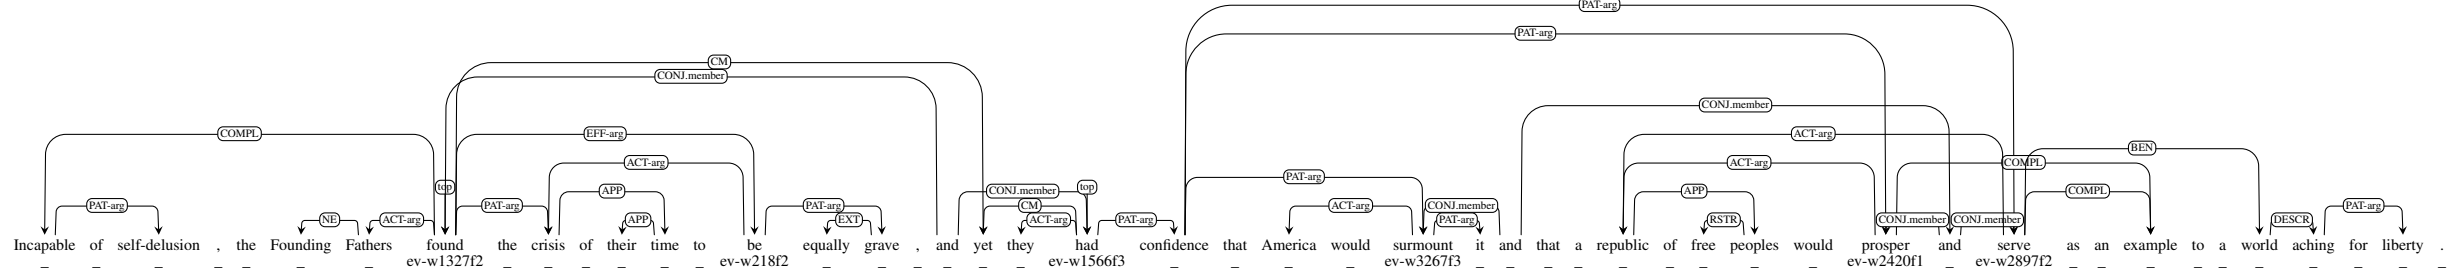 PAT-arg
PAT-arg
CM
CONJ.member
CONJ.member
COMPL EFF-arg ACT-arg
BEN
ACT-arg ACT-arg COMPL
PAT-arg
top APP CONJ.member top APP COMPL
PAT-arg PAT-arg CM PAT-arg EXT ACT-arg CONJ.member PAT-arg
NE ACT-arg APP ACT-arg PAT-arg PAT-arg RSTR CONJ.member CONJ.member DESCR
Incapable of self-delusion , the Founding Fathers found the crisis of their time to be equally grave , and yet they had confidence that America would surmount it and that a republic of free peoples would prosper and serve as an example to a world aching for liberty .
_ _ _ _ _ _ _ ev-w1327f2 _ _ _ _ _ _ ev-w218f2 _ _ _ _ _ _ ev-w1566f3 _ _ _ _ ev-w3267f3 _ _ _ _ _ _ _ _ _ ev-w2420f1 _ ev-w2897f2 _ _ _ _ _ _ _ _ _ _